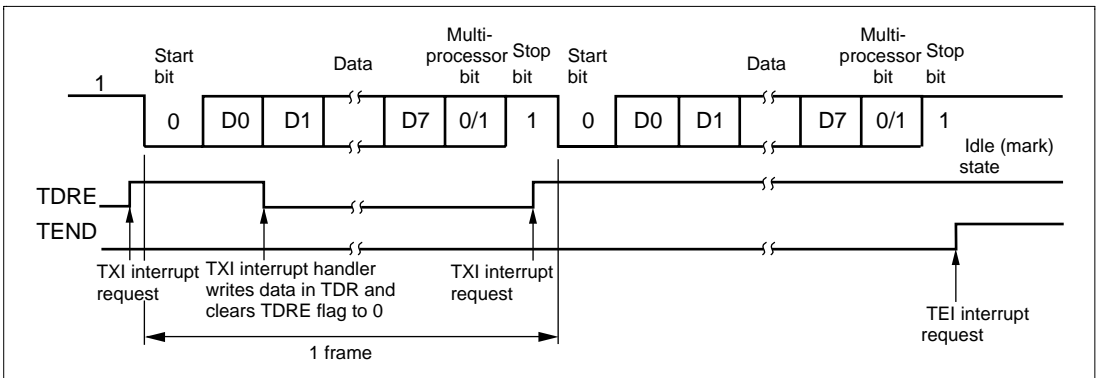 Start bit
Data
Multi-processor bit
Stop bit
Start bit
Data
Multi-processor bit
Stop bit
1
0
D0
D1
D7
0/1
1
0
D0
D1
D7
0/1
1
Idle (mark) state
TDRE
TEND
TXI interrupt request
TXI interrupt handler
writes data in TDR and
clears TDRE flag to 0
TXI interrupt request
TEI interrupt request
1 frame